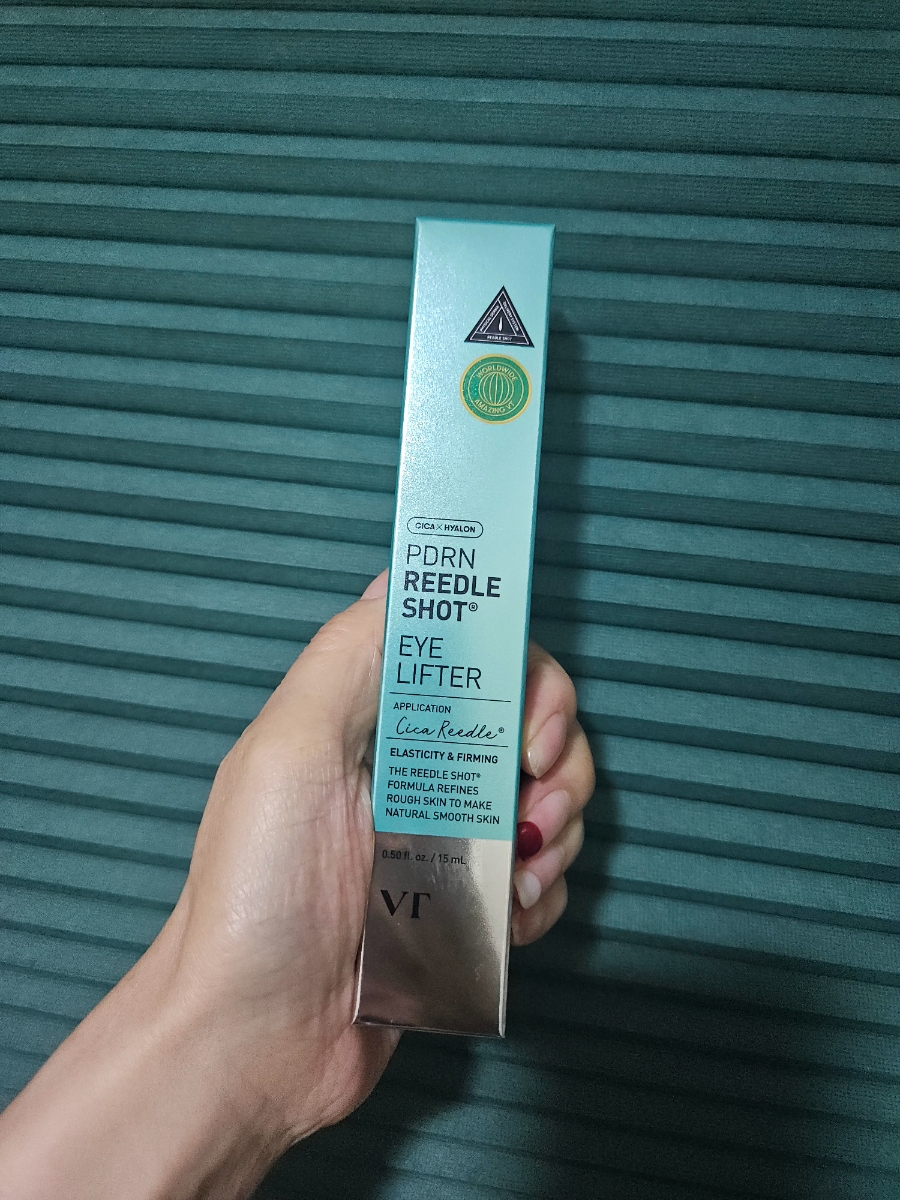 REEDLE SHOT
WORLDWIDE
AMAZING VT
CICA × HYALON
PDRN
REEDLE
SHOT®
EYE
LIFTER
APPLICATION
Cica Reedle®
ELASTICITY & FIRMING
THE REEDLE SHOT®
FORMULA REFINES
ROUGH SKIN TO MAKE
NATURAL SMOOTH SKIN
0.50 fl. oz. / 15 mL
VT